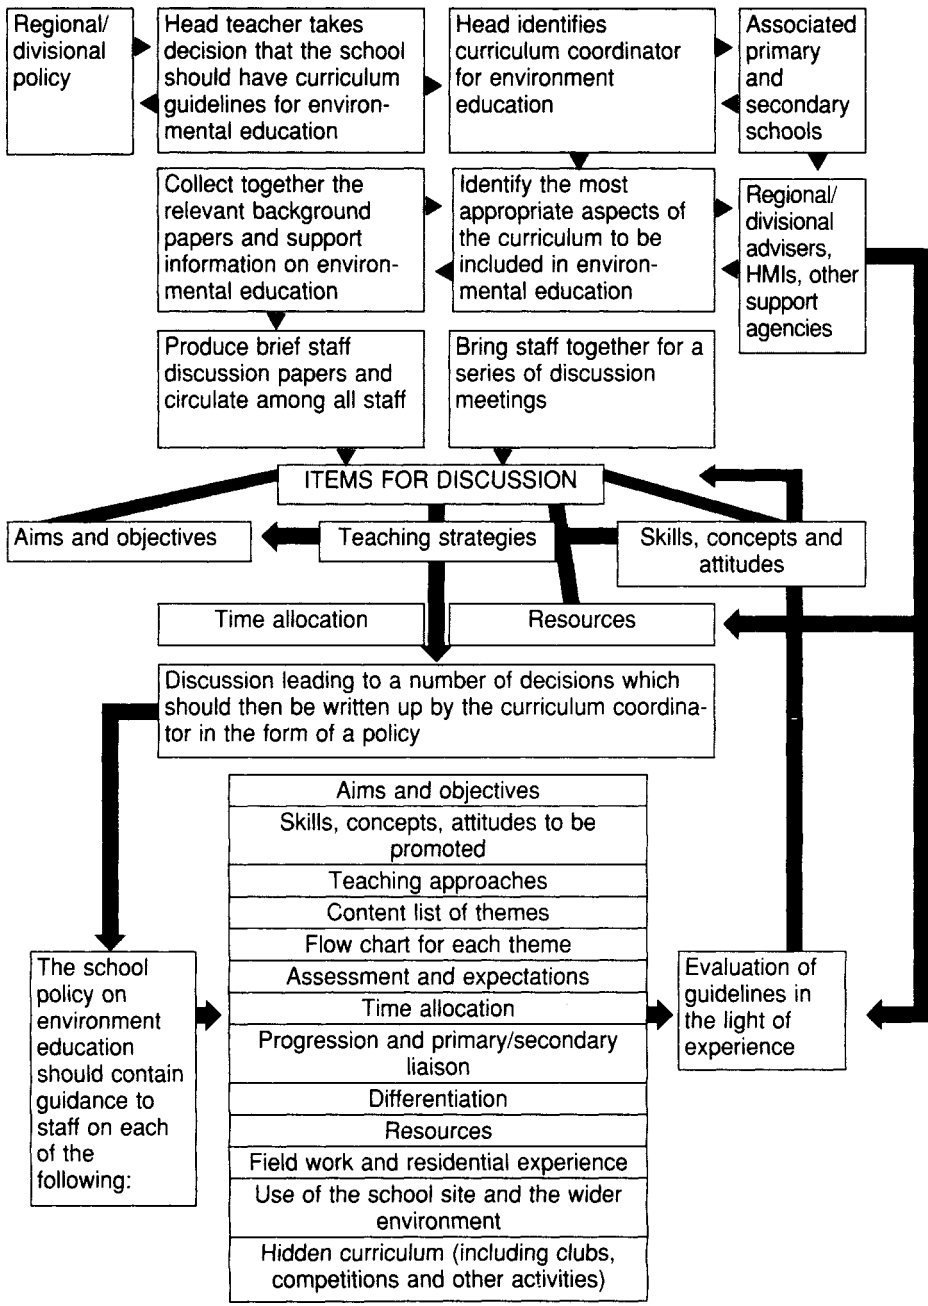 Regional/
divisional
policy
Head teacher takes
decision that the school
should have curriculum
guidelines for environ-
mental education
Head identifies
curriculum coordinator
for environment
education
Associated
primary
and
secondary
schools
Collect together the
relevant background
papers and support
information on environ-
mental education
Identify the most
appropriate aspects of
the curriculum to be
included in environ-
mental education
Regional/
divisional
advisers,
HMIs, other
support
agencies
Produce brief staff
discussion papers and
circulate among all staff
Bring staff together for a
series of discussion
meetings
ITEMS FOR DISCUSSION
Aims and objectives
Teaching strategies
Skills, concepts and
attitudes
Time allocation
Resources
Discussion leading to a number of decisions which
should then be written up by the curriculum coordina-
tor in the form of a policy
The school
policy on
environment
education
should contain
guidance to
staff on each
of the
following:
Aims and objectives
Skills, concepts, attitudes to be
promoted
Teaching approaches
Content list of themes
Flow chart for each theme
Assessment and expectations
Time allocation
Progression and primary/secondary
liaison
Differentiation
Resources
Field work and residential experience
Use of the school site and the wider
environment
Hidden curriculum (including clubs,
competitions and other activities)
Evaluation of
guidelines in
the light of
experience